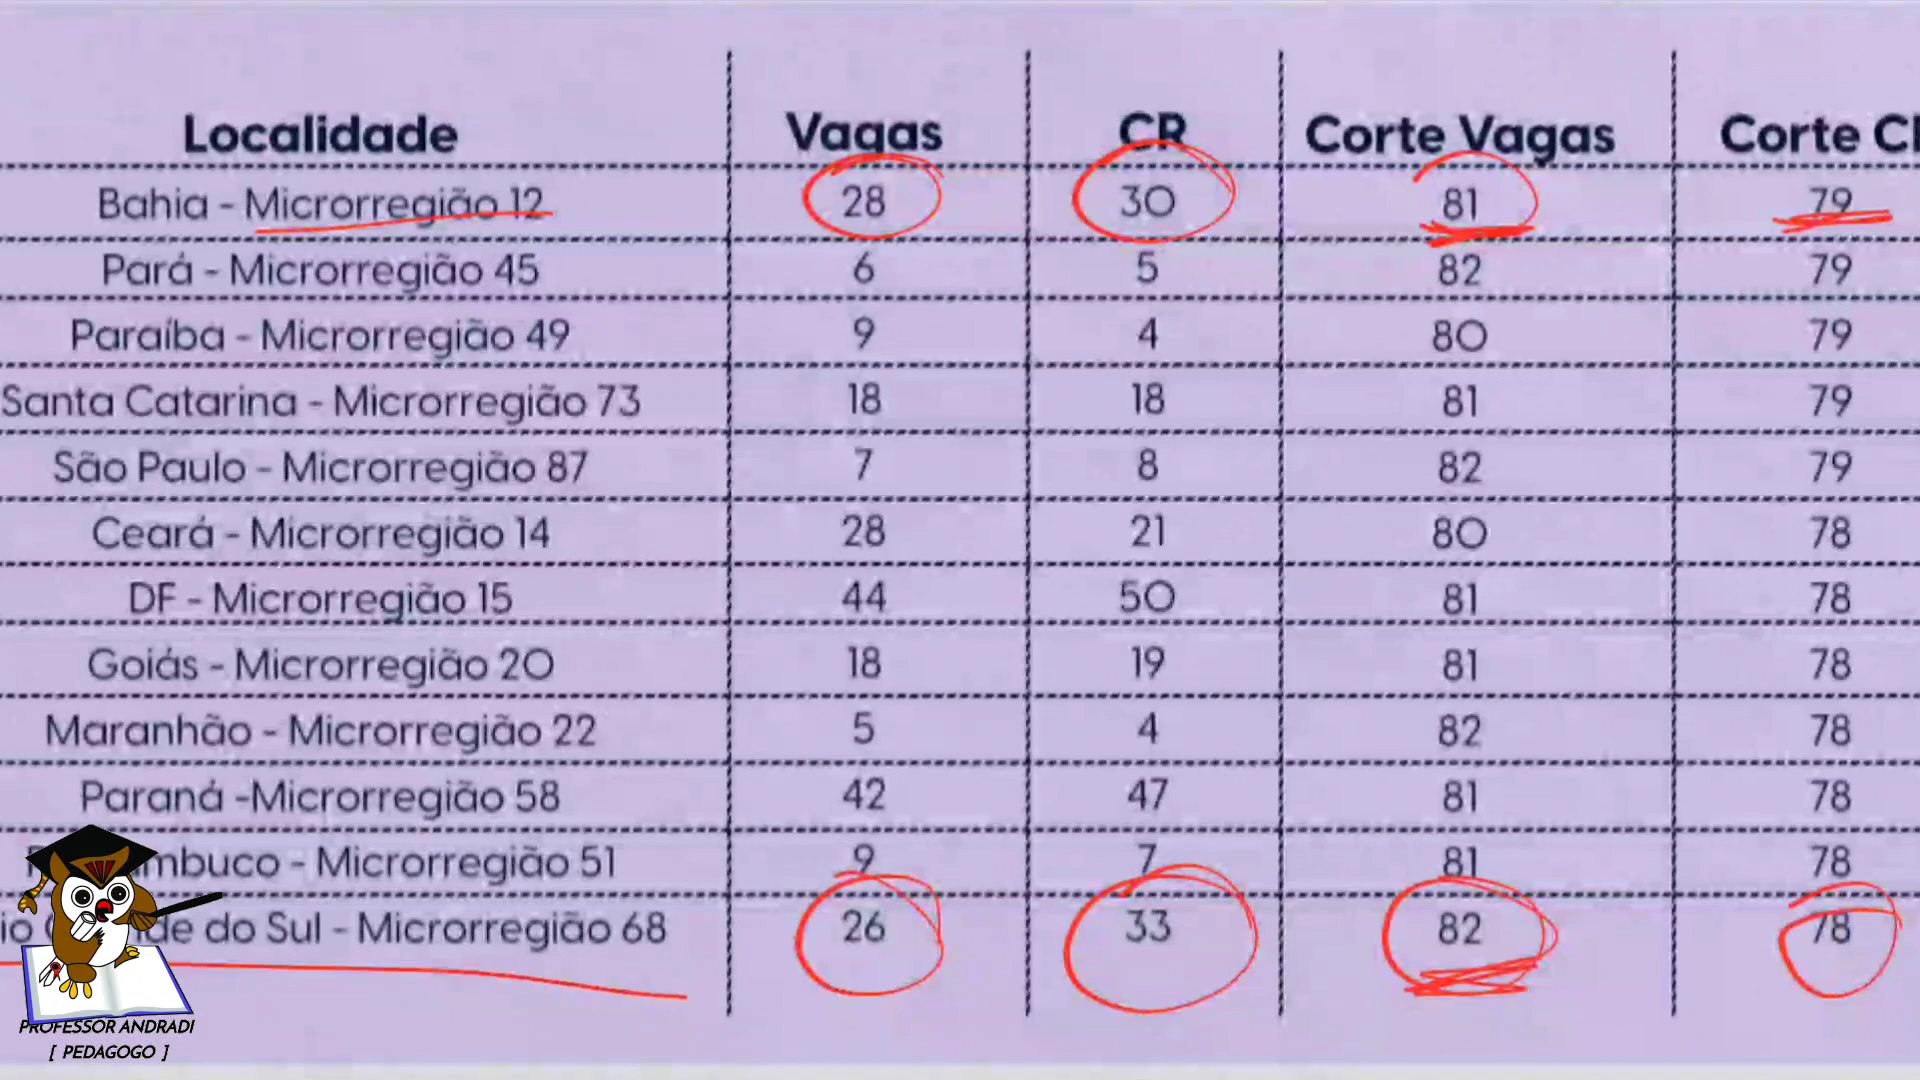 Localidade Vagas CR Corte Vagas Corte
Bahia - Microrregião 12 28 30 81 79
Pará - Microrregião 45 6 5 82 79
Paraíba - Microrregião 49 9 4 80 79
Santa Catarina - Microrregião 73 18 18 81 79
São Paulo - Microrregião 87 7 8 82 79
Ceará - Microrregião 14 28 21 80 78
DF - Microrregião 15 44 50 81 78
Goiás - Microrregião 20 18 19 81 78
Maranhão - Microrregião 22 5 4 82 78
Paraná -Microrregião 58 42 47 81 78
mbuco - Microrregião 51 9 7 81 78
do Sul - Microrregião 68 26 33 82 78
PROFESSOR ANDRADI
[ PEDAGOGO ]